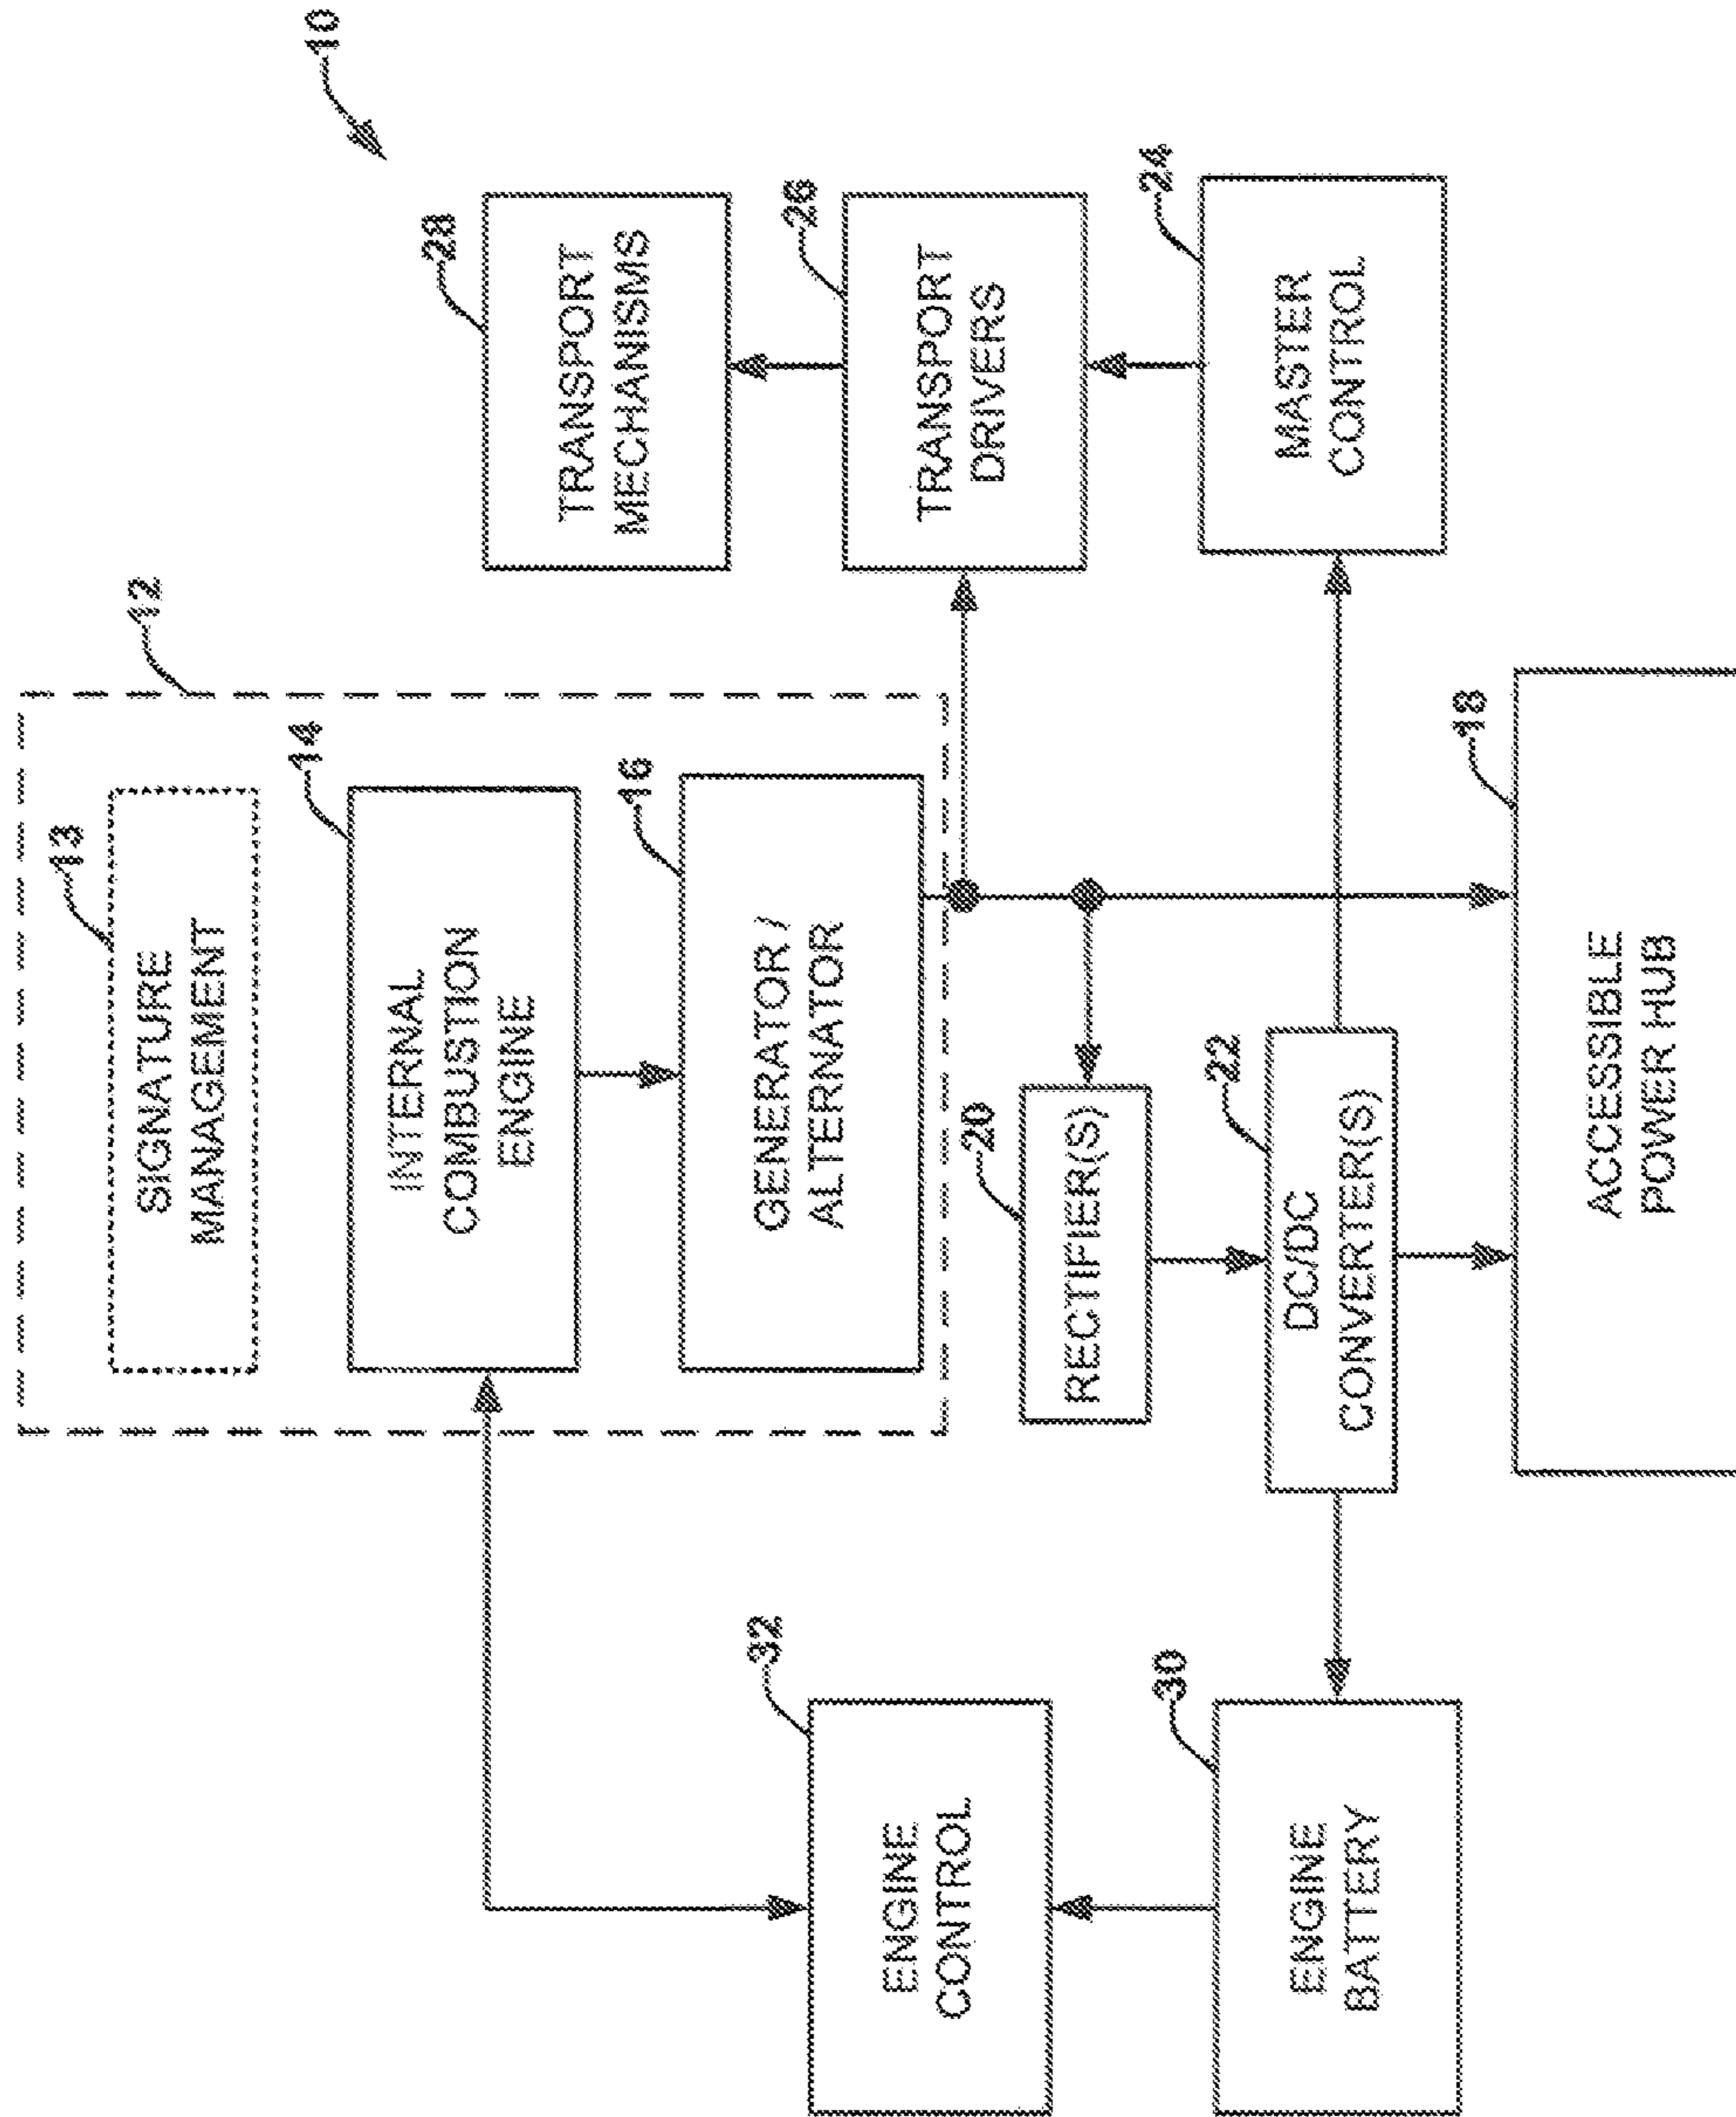 10
12
13
SIGNATURE
MANAGEMENT
14
INTERNAL
COMBUSTION
ENGINE
16
GENERATOR /
ALTERNATOR
28
TRANSPORT
MECHANISMS
26
TRANSPORT
DRIVERS
24
MASTER
CONTROL
20
RECTIFIER(S)
22
DC/DC
CONVERTER(S)
18
ACCESSIBLE
POWER HUB
32
ENGINE
CONTROL
30
ENGINE
BATTERY